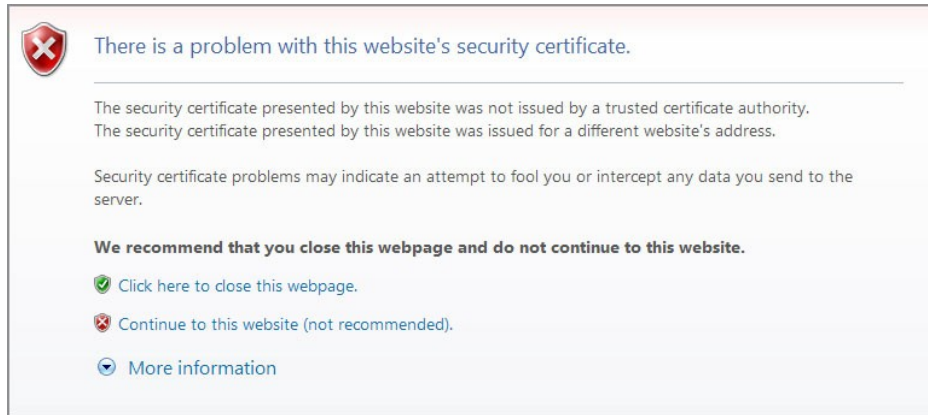 There is a problem with this website's security certificate.
The security certificate presented by this website was not issued by a trusted certificate authority.
The security certificate presented by this website was issued for a different website's address.
Security certificate problems may indicate an attempt to fool you or intercept any data you send to the
server.
We recommend that you close this webpage and do not continue to this website.
Click here to close this webpage.
Continue to this website (not recommended).
More information